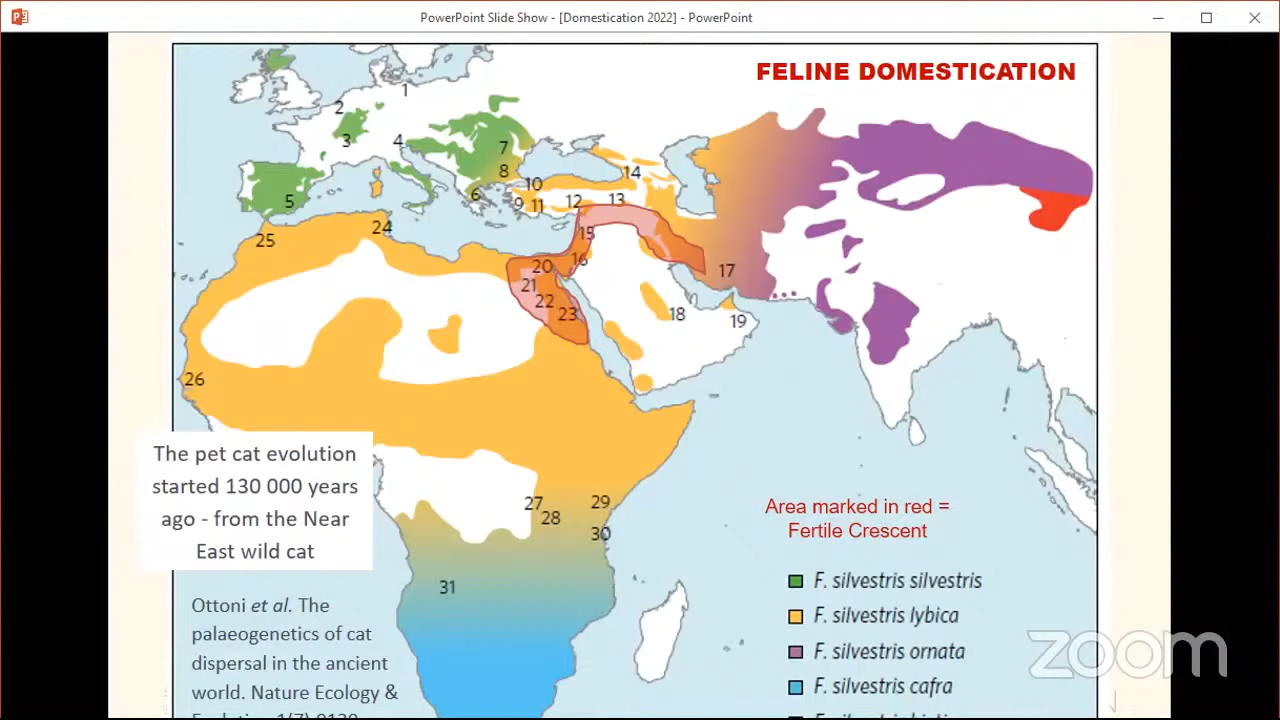 PowerPoint Slide Show - [Domestication 2022] - PowerPoint
FELINE DOMESTICATION
1
2
3
4
7
8
5
6
9
10
11
12
13
14
15
16
17
18
19
20
21
22
23
24
25
26
27
28
29
30
31
The pet cat evolution
started 130 000 years
ago - from the Near
East wild cat
Ottoni et al. The
palaeogenetics of cat
dispersal in the ancient
world. Nature Ecology &
Area marked in red =
Fertile Crescent
F. silvestris silvestris
F. silvestris lybica
F. silvestris ornata
F. silvestris cafra
zoom